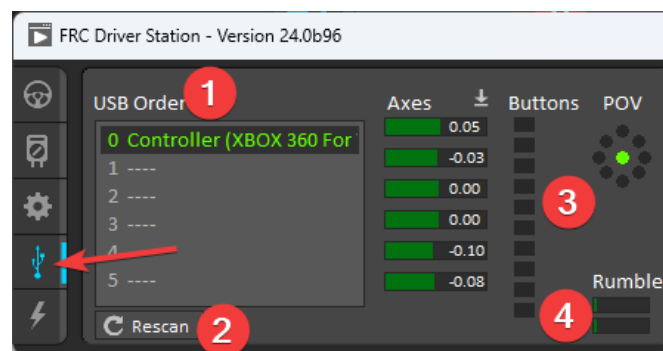 FRC Driver Station - Version 24.0b96
USB Order 1
Axes
Buttons
POV
0 Controller (XBOX 360 For
1 ----
2 ----
3 ----
4
5 ----
0.05
-0.03
0.00
0.00
-0.10
-0.08
3
Rumble
4
Rescan 2